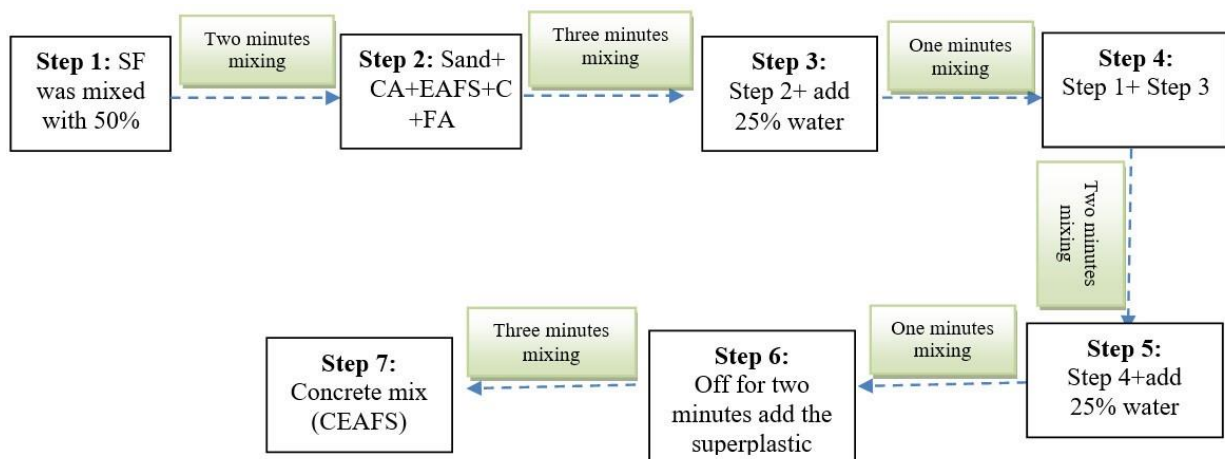 Step 1: SF
was mixed
with 50%
Two minutes
mixing
Step 2: Sand+
CA+EAFS+C
+FA
Three minutes
mixing
Step 3:
Step 2+ add
25% water
One minutes
mixing
Step 4:
Step 1+ Step 3
Two minutes
mixing
Step 5:
Step 4+add
25% water
One minutes
mixing
Step 6:
Off for two
minutes add the
superplastic
Three minutes
mixing
Step 7:
Concrete mix
(CEAFS)